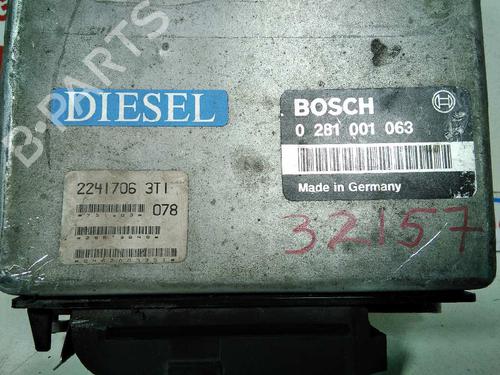 B-PARTS
DIESEL
BOSCH
0 281 001 063
Made in Germany
2241706 3T1
078
32157